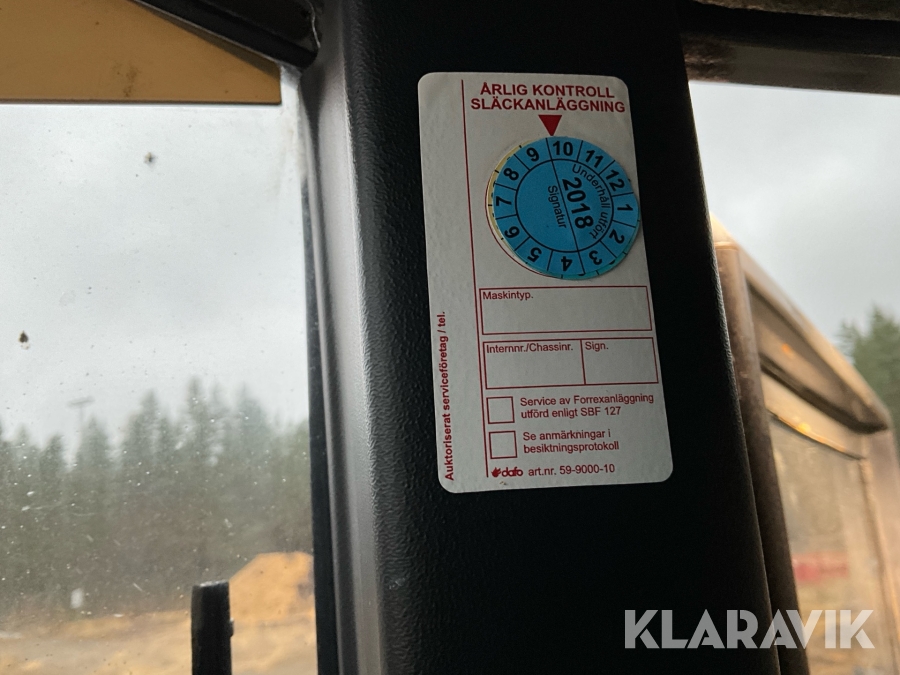 ÅRLIG KONTROLL
SLÄCKANLÄGGNING
1 2 3 4 5 6 7 8 9 10 11 12
Underhåll utfört
2018
Signatur
Maskintyp.
Internnr./Chassinr. Sign.
Service av Forrexanläggning
utförd enligt SBF 127
Se anmärkningar i
besiktningsprotokoll
dafo art.nr. 59-9000-10
Auktoriserat serviceföretag / tel.
KLARAVIK